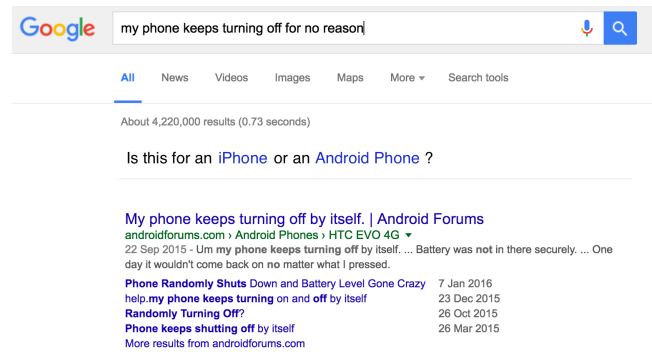 Google my phone keeps turning off for no reason
All News Videos Images Maps More Search tools
About 4,220,000 results (0.73 seconds)
Is this for an iPhone or an Android Phone ?
My phone keeps turning off by itself. | Android Forums
androidforums.com › Android Phones › HTC EVO 4G
22 Sep 2015 - Um my phone keeps turning off by itself. ... Battery was not in there securely. ... One
day it wouldn't come back on no matter what I pressed.
Phone Randomly Shuts Down and Battery Level Gone Crazy 7 Jan 2016
help.my phone keeps turning on and off by itself 23 Dec 2015
Randomly Turning Off? 26 Oct 2015
Phone keeps shutting off by itself 26 Mar 2015
More results from androidforums.com